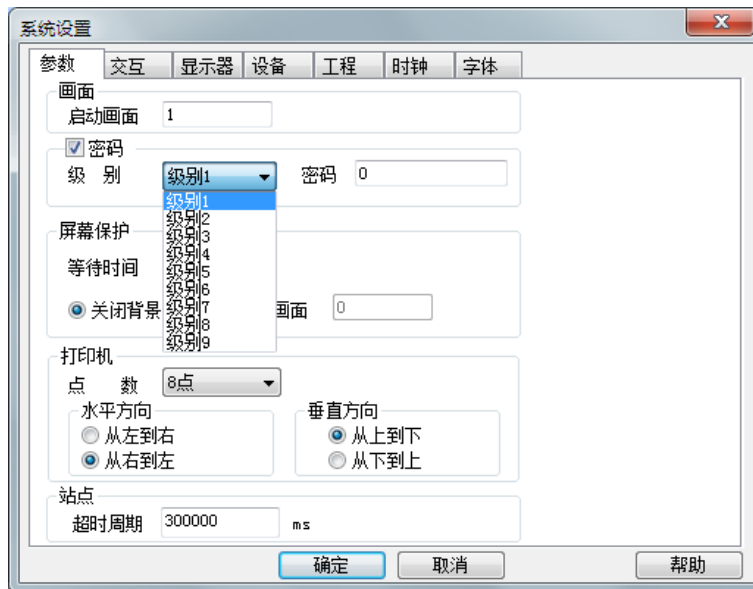 系统设置
参数 交互 显示器 设备 工程 时钟 字体
画面
启动画面 1
密码
级 别 级别1 密码 0
级别1
级别2
级别3
级别4
级别5
级别6
级别7
级别8
级别9
屏幕保护
等待时间
关闭背景 画面 0
打印机
点 数 8点
水平方向
从左到右
从右到左
垂直方向
从上到下
从下到上
站点
超时周期 300000 ms
确定 取消 帮助